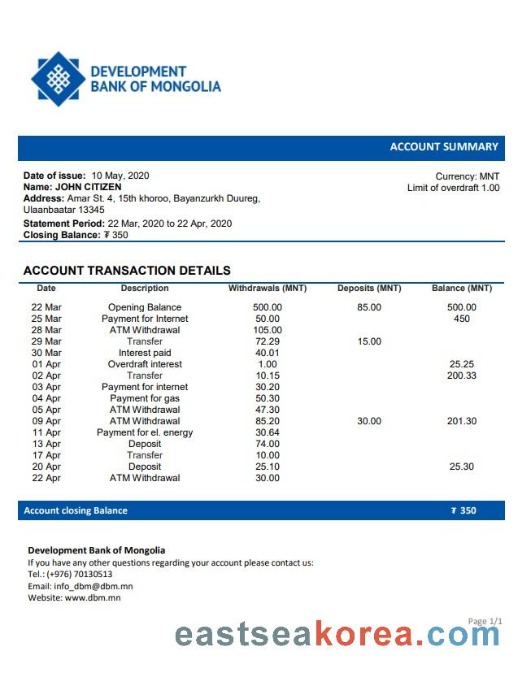 DEVELOPMENT
BANK OF MONGOLIA
ACCOUNT SUMMARY
Date of issue: 10 May, 2020
Currency: MNT
Name: JOHN CITIZEN
Limit of overdraft 1.00
Address: Amar St. 4, 15th khoroo, Bayanzurkh Duureg,
Ulaanbaatar 13345
Statement Period: 22 Mar, 2020 to 22 Apr, 2020
Closing Balance: ₮ 350
ACCOUNT TRANSACTION DETAILS
Date Description Withdrawals (MNT) Deposits (MNT) Balance (MNT)
22 Mar Opening Balance 500.00 85.00 500.00
25 Mar Payment for Internet 50.00 450
28 Mar ATM Withdrawal 105.00
29 Mar Transfer 72.29 15.00
30 Mar Interest paid 40.01
01 Apr Overdraft interest 1.00 25.25
02 Apr Transfer 10.15 200.33
03 Apr Payment for internet 30.20
04 Apr Payment for gas 50.30
05 Apr ATM Withdrawal 47.30
09 Apr ATM Withdrawal 85.20 30.00 201.30
11 Apr Payment for el. energy 30.64
13 Apr Deposit 74.00
17 Apr Transfer 10.00
20 Apr Deposit 25.10 25.30
22 Apr ATM Withdrawal 30.00
Account closing Balance ₮ 350
Development Bank of Mongolia
If you have any other questions regarding your account please contact us:
Tel.: (+976) 70130513
Email: info_dbm@dbm.mn
Website: www.dbm.mn
Page 1/1
eastseakorea.com